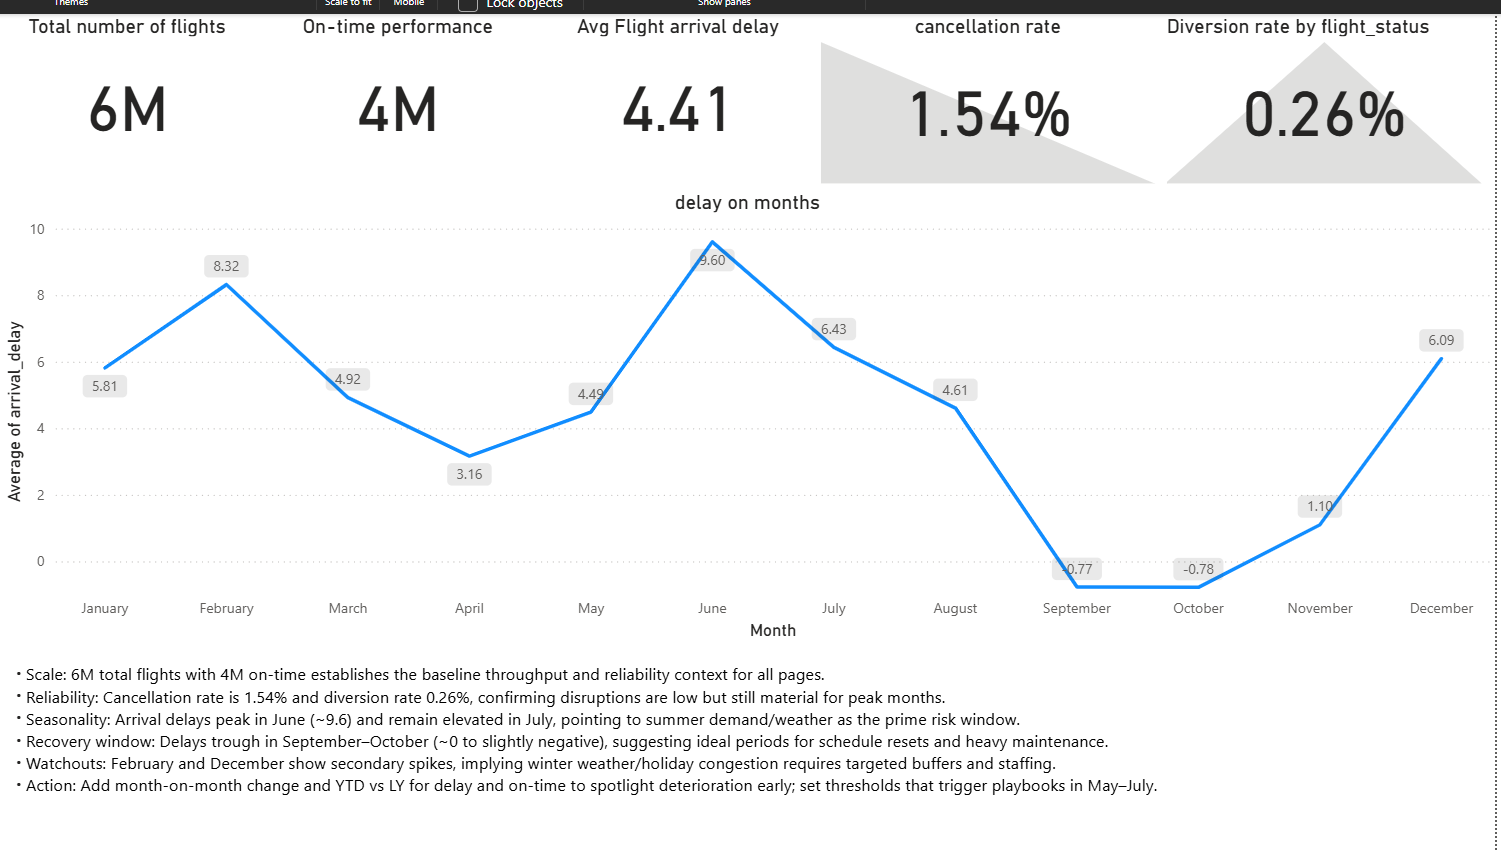 Themes
Scale to fit
Mobile
Lock objects
Show panes
Total number of flights
On-time performance
Avg Flight arrival delay
cancellation rate
Diversion rate by flight_status
6M
4M
4.41
1.54%
0.26%
delay on months
Average of arrival_delay
10
8
6
4
2
0
5.81
8.32
4.92
3.16
4.49
9.60
6.43
4.61
-0.77
-0.78
1.10
6.09
January
February
March
April
May
June
July
August
September
October
November
December
Month
• Scale: 6M total flights with 4M on-time establishes the baseline throughput and reliability context for all pages.
• Reliability: Cancellation rate is 1.54% and diversion rate 0.26%, confirming disruptions are low but still material for peak months.
• Seasonality: Arrival delays peak in June (~9.6) and remain elevated in July, pointing to summer demand/weather as the prime risk window.
• Recovery window: Delays trough in September–October (~0 to slightly negative), suggesting ideal periods for schedule resets and heavy maintenance.
• Watchouts: February and December show secondary spikes, implying winter weather/holiday congestion requires targeted buffers and staffing.
• Action: Add month-on-month change and YTD vs LY for delay and on-time to spotlight deterioration early; set thresholds that trigger playbooks in May–July.